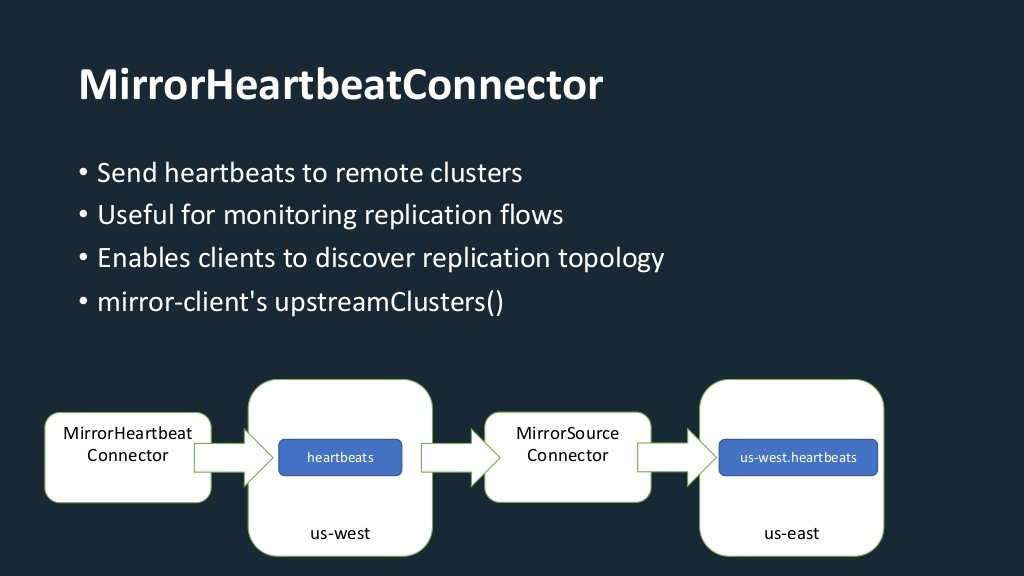 MirrorHeartbeatConnector
• Send heartbeats to remote clusters
• Useful for monitoring replication flows
• Enables clients to discover replication topology
• mirror-client's upstreamClusters()
MirrorHeartbeat
Connector
heartbeats
us-west
MirrorSource
Connector
us-west.heartbeats
us-east